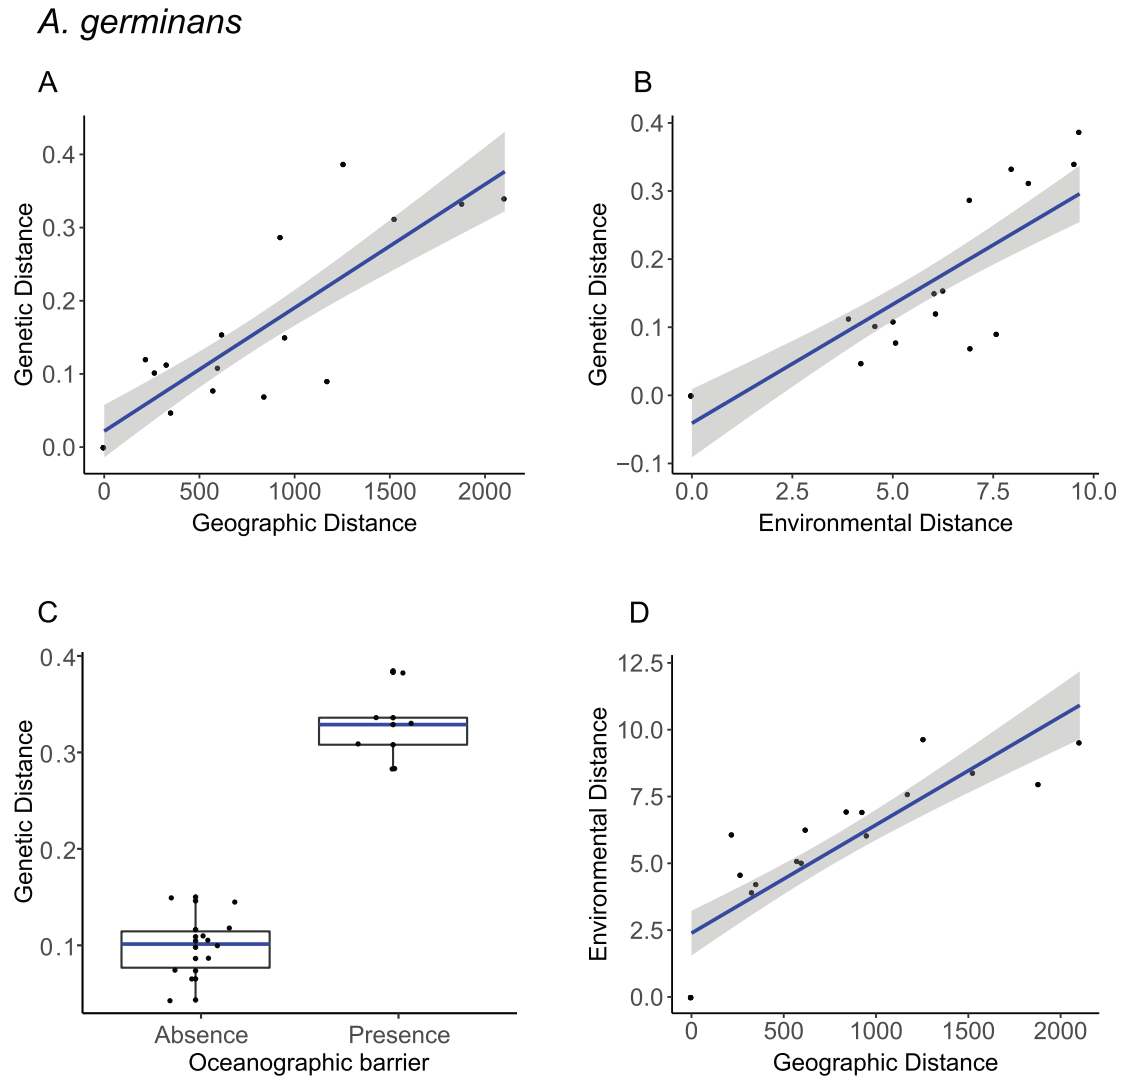 A. germinans
A
B
Genetic Distance
0.4
0.3
0.2
0.1
0.0
0
500
1000
1500
2000
Geographic Distance
Genetic Distance
0.4
0.3
0.2
0.1
0.0
−0.1
0.0
2.5
5.0
7.5
10.0
Environmental Distance
C
D
Genetic Distance
0.4
0.3
0.2
0.1
Absence
Presence
Oceanographic barrier
Environmental Distance
12.5
10.0
7.5
5.0
2.5
0.0
0
500
1000
1500
2000
Geographic Distance